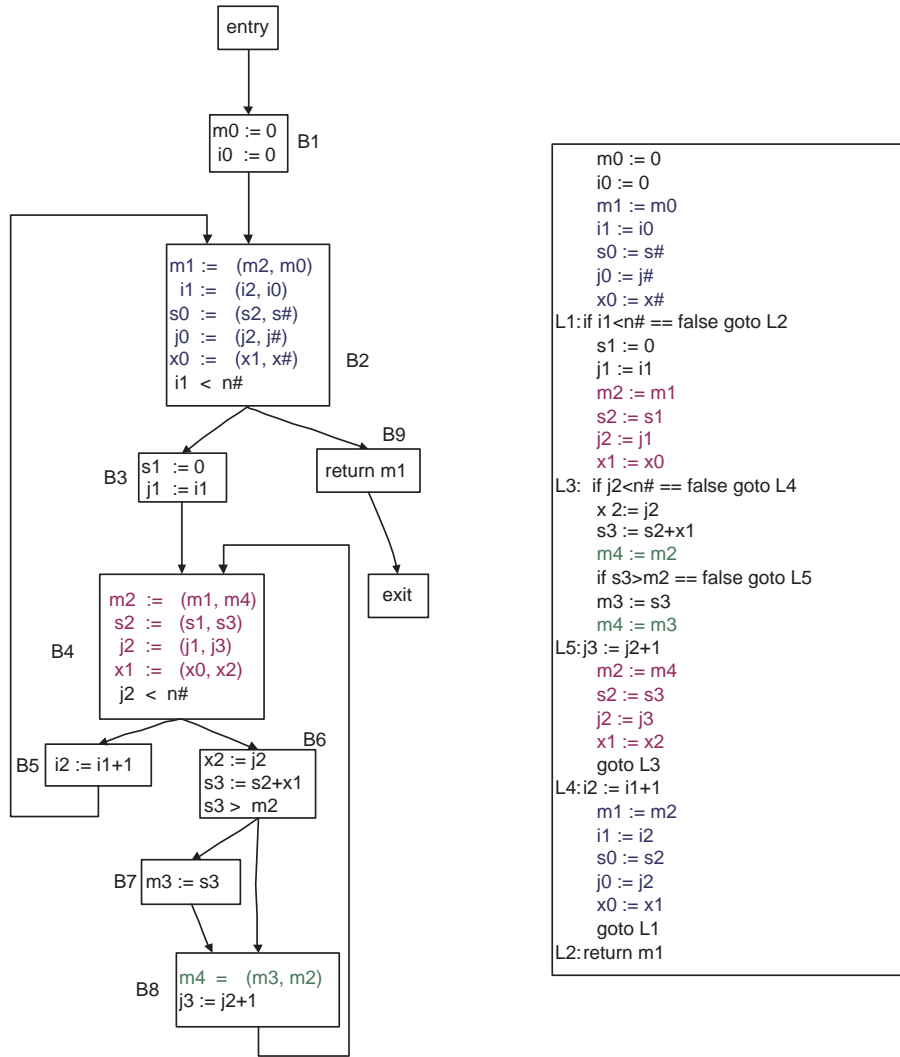 entry
m0 := 0
i0 := 0
B1
m1 := (m2, m0)
i1 := (i2, i0)
s0 := (s2, s#)
j0 := (j2, j#)
x0 := (x1, x#)
i1 < n#
B2
B3
s1 := 0
j1 := i1
B9
return m1
exit
B4
m2 := (m1, m4)
s2 := (s1, s3)
j2 := (j1, j3)
x1 := (x0, x2)
j2 < n#
B5
i2 := i1+1
B6
x2 := j2
s3 := s2+x1
s3 > m2
B7
m3 := s3
B8
m4 = (m3, m2)
j3 := j2+1
m0 := 0
i0 := 0
m1 := m0
i1 := i0
s0 := s#
j0 := j#
x0 := x#
L1:if i1<n# == false goto L2
s1 := 0
j1 := i1
m2 := m1
s2 := s1
j2 := j1
x1 := x0
L3: if j2<n# == false goto L4
x 2:= j2
s3 := s2+x1
m4 := m2
if s3>m2 == false goto L5
m3 := s3
m4 := m3
L5:j3 := j2+1
m2 := m4
s2 := s3
j2 := j3
x1 := x2
goto L3
L4:i2 := i1+1
m1 := m2
i1 := i2
s0 := s2
j0 := j2
x0 := x1
goto L1
L2:return m1